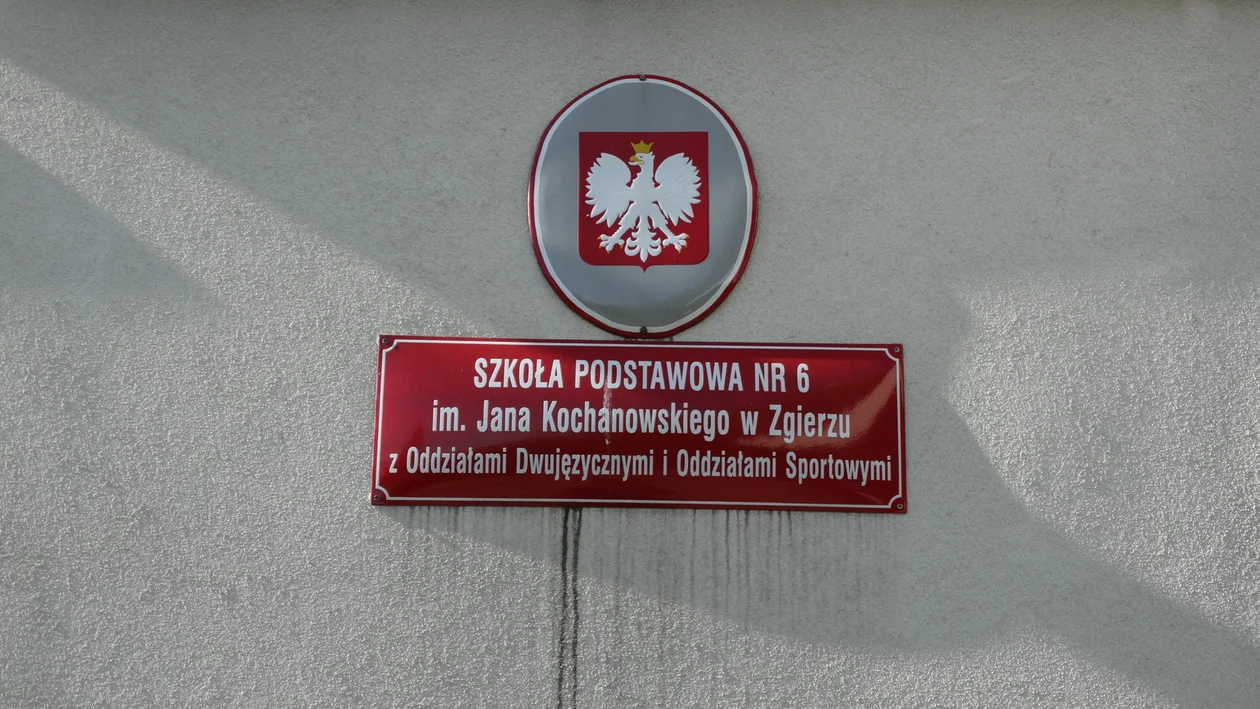 SZKOŁA PODSTAWOWA NR 6
im. Jana Kochanowskiego w Zgierzu
z Oddziałami Dwujęzycznymi i Oddziałami Sportowymi